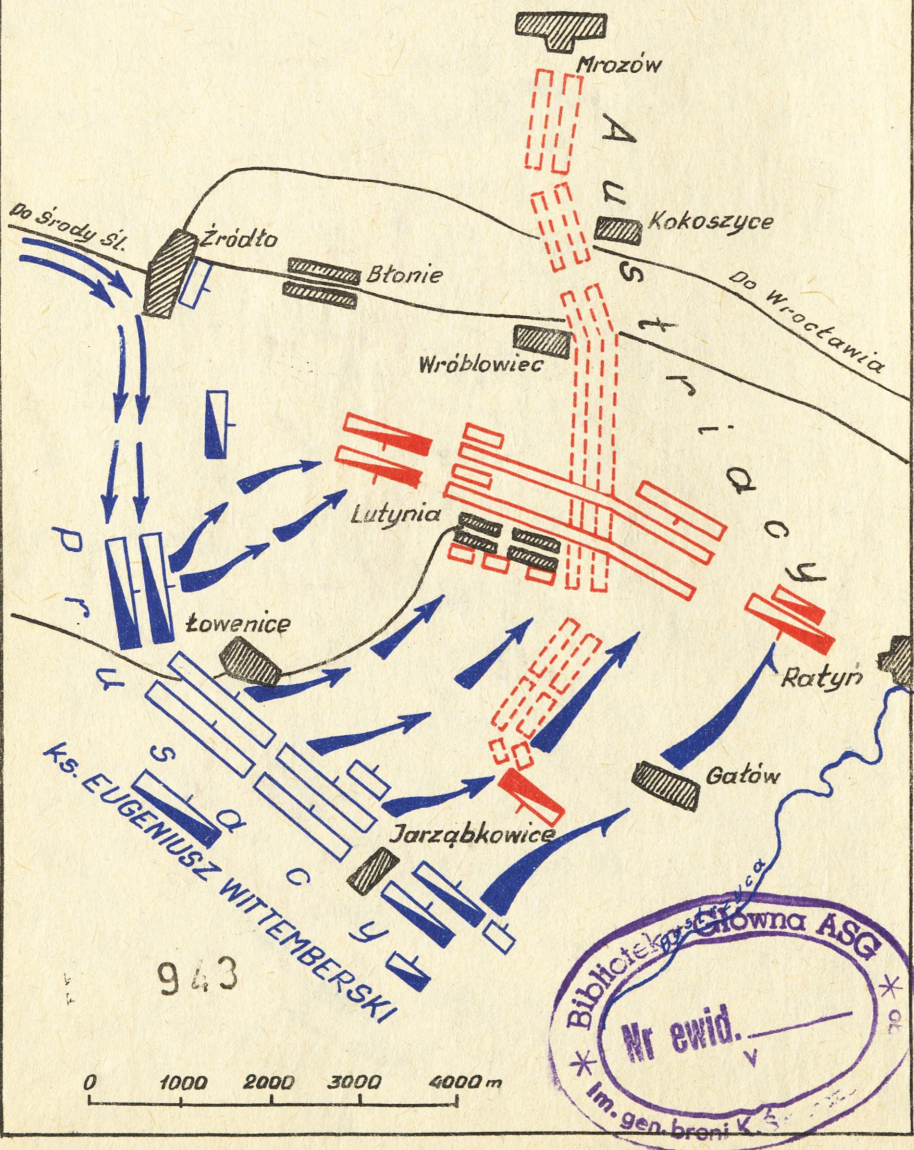 Mrozów
Austriacy
Do Środy Śl.
Źródło
Kokoszyce
Błonie
Do Wrocławia
Wróblowiec
Lutynia
Prusacy
Łowenice
Ratyń
Gałów
ks. EUGENIUSZ WITTEMBERSKI
Jarząbkowice
Bystrzyca
943
Biblioteka Główna ASG
Nr ewid.
Im. gen. broni K.
0 1000 2000 3000 4000 m